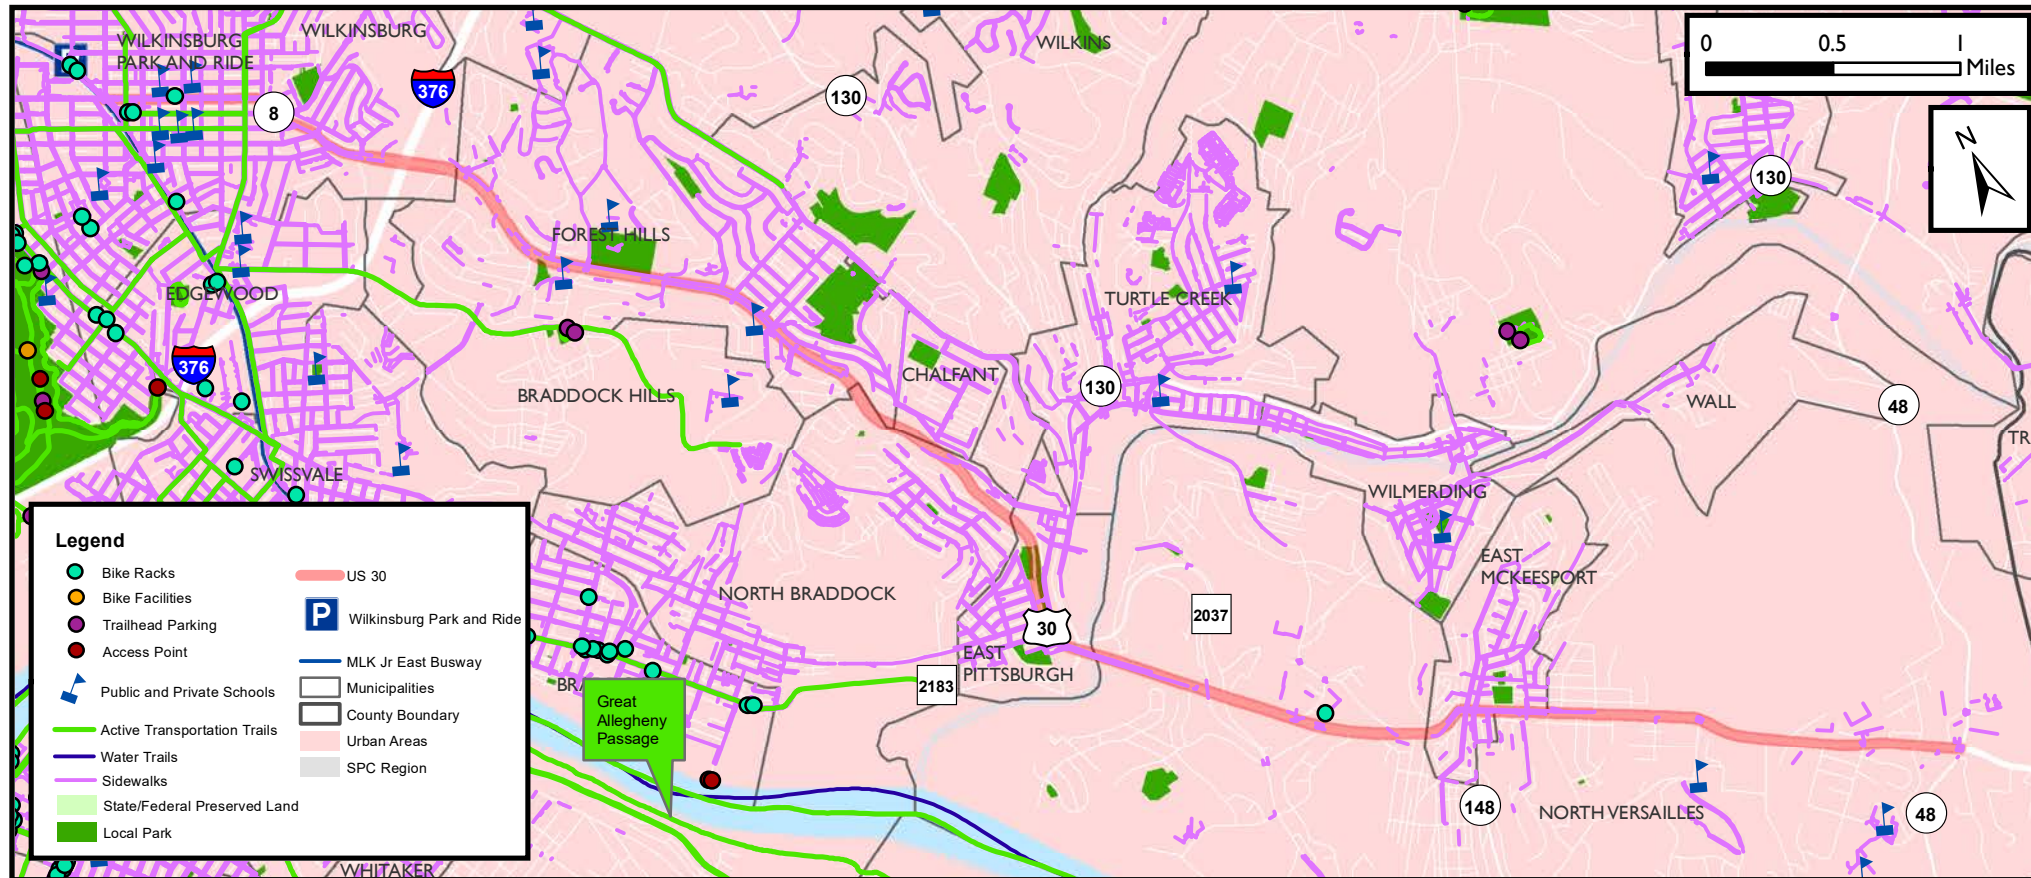 WILKINSBURG
PARK AND RIDE
WILKINSBURG
376
8
130
WILKINS
0 0.5 1
Miles
N
130
FOREST HILLS
EDGEWOOD
376
TURTLE CREEK
CHALFANT
130
BRADDOCK HILLS
WALL
48
TR
SWISSVALE
WILMERDING
EAST
MCKEESPORT
NORTH BRADDOCK
2037
30
EAST
PITTSBURGH
2183
BRA
Great
Allegheny
Passage
148
NORTH VERSAILLES
48
WHITAKER
Legend
Bike Racks
Bike Facilities
Trailhead Parking
Access Point
Public and Private Schools
Active Transportation Trails
Water Trails
Sidewalks
State/Federal Preserved Land
Local Park
US 30
P Wilkinsburg Park and Ride
MLK Jr East Busway
Municipalities
County Boundary
Urban Areas
SPC Region